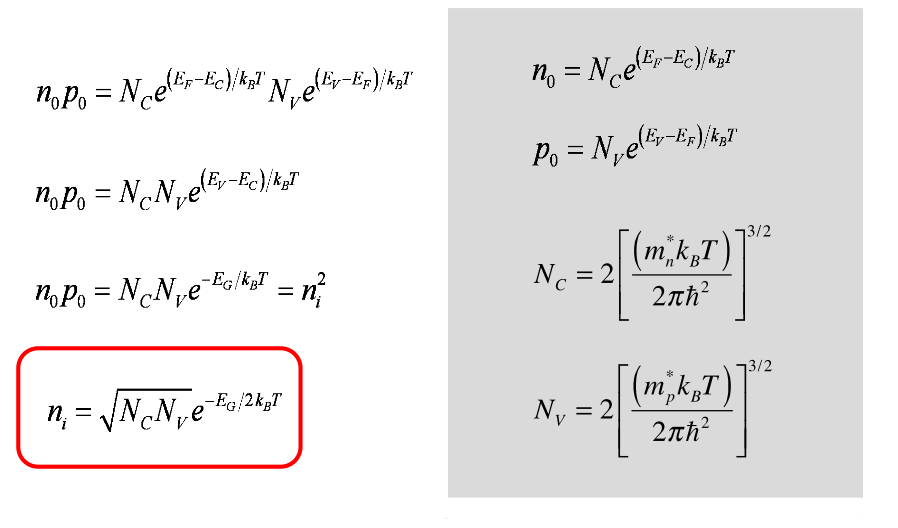 n₀p₀ = N_C e^{(E_F−E_C)/k_BT} N_V e^{(E_V−E_F)/k_BT}
n₀p₀ = N_C N_V e^{(E_V−E_C)/k_BT}
n₀p₀ = N_C N_V e^{−E_G/k_BT} = n_i^2
n_i = √(N_C N_V) e^{−E_G/2k_BT}
n₀ = N_C e^{(E_F−E_C)/k_BT}
p₀ = N_V e^{(E_V−E_F)/k_BT}
N_C = 2[(m_n^* k_BT)/2πħ²]^{3/2}
N_V = 2[(m_p^* k_BT)/2πħ²]^{3/2}